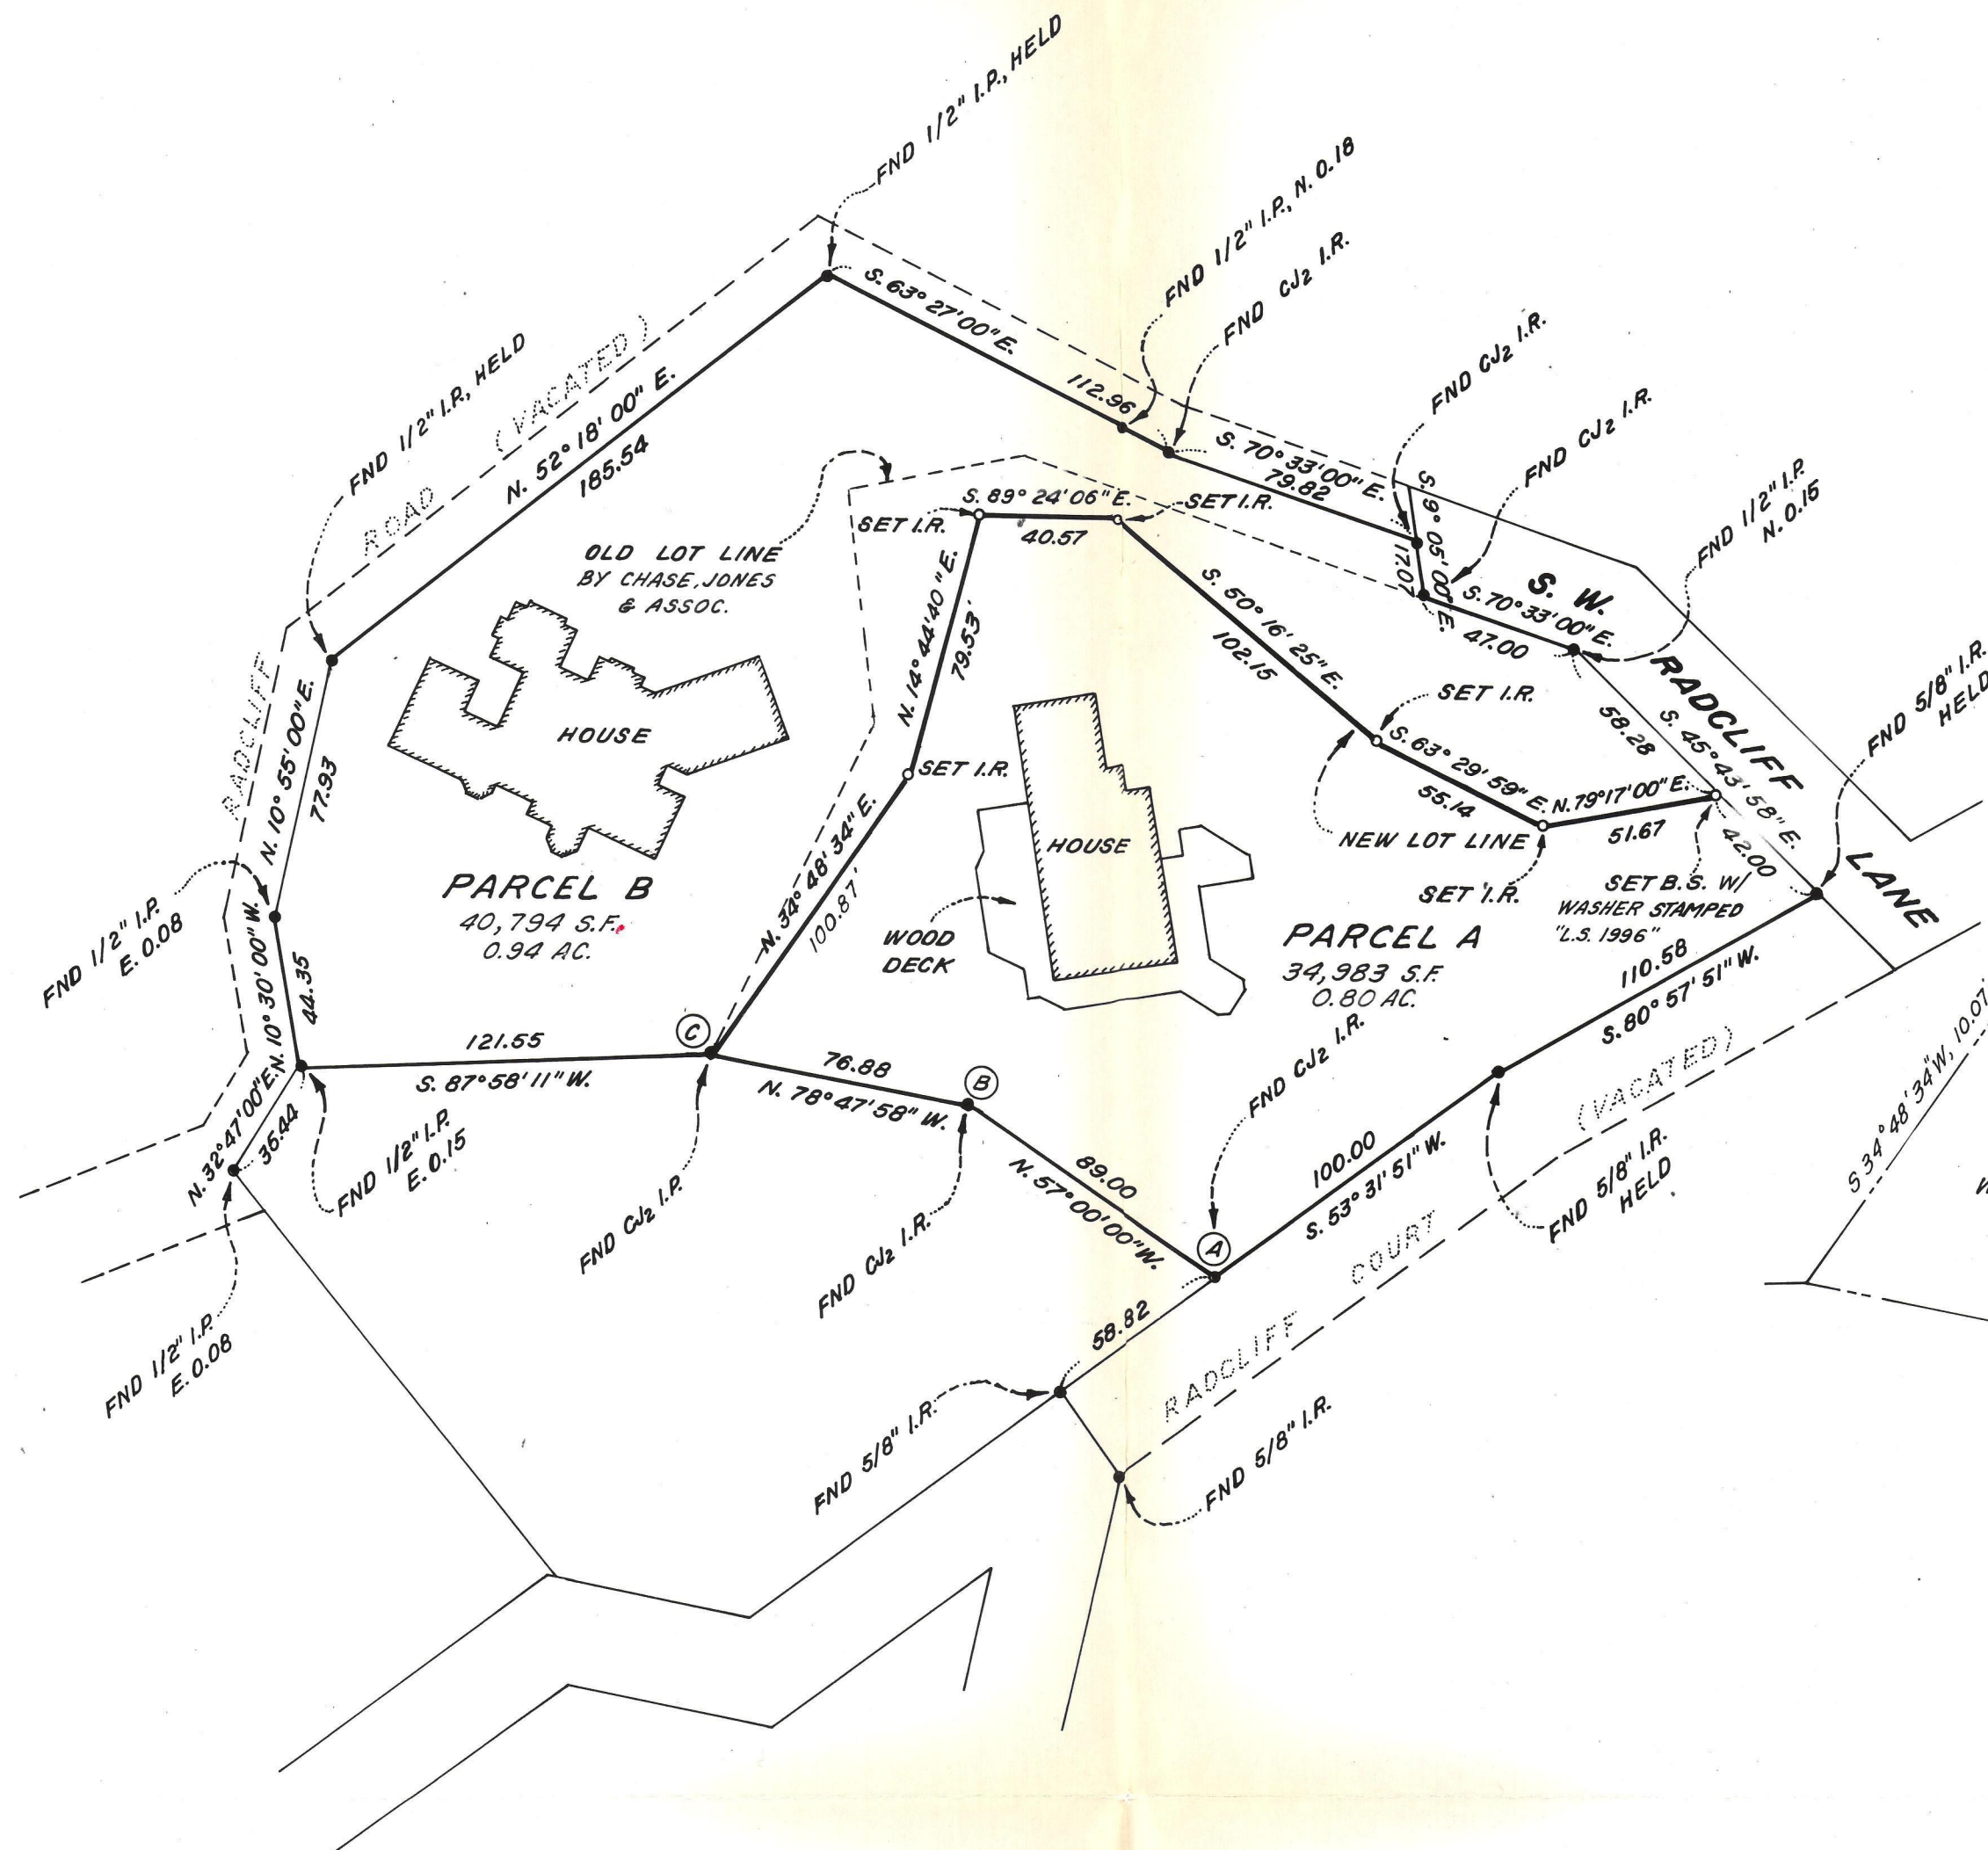 FND 1/2" I.P., HELD
FND 1/2" I.P., N. 0.18
FND CJ2 I.R.
FND CJ2 I.R.
FND CJ2 I.R.
FND 1/2" I.P.
N. 0.15
FND 5/8" I.R.
HELD
FND 1/2" I.P., HELD
S. 63° 27' 00" E.
112.96
ROAD (VACATED)
N. 52° 18' 00" E.
185.54
S. 70° 33' 00" E.
79.82
S. 9° 05' 00" E.
17.07
S. 70° 33' 00" E.
47.00
S. W.
RADCLIFF
LANE
S. 45° 43' 58" E.
58.28
42.00
OLD LOT LINE
BY CHASE, JONES
& ASSOC.
SET I.R.
S. 89° 24' 06" E.
40.57
SET I.R.
N. 14° 44' 40" E.
79.53'
S. 50° 16' 25" E.
102.15
SET I.R.
S. 63° 29' 59" E.
55.14
N. 79° 17' 00" E.
51.67
NEW LOT LINE
SET I.R.
SET B.S. W/
WASHER STAMPED
"L.S. 1996"
RADCLIFF
N. 10° 55' 00" E.
77.93
HOUSE
SET I.R.
HOUSE
N. 34° 48' 34" E.
100.87'
PARCEL B
40,794 S.F.
0.94 AC.
WOOD
DECK
PARCEL A
34,983 S.F.
0.80 AC.
FND 1/2" I.P.
E. 0.08
N. 10° 30' 00" W.
44.35
110.58
S. 80° 57' 51" W.
121.55
S. 87° 58' 11" W.
C
76.88
N. 78° 47' 58" W.
B
FND CJ2 I.R.
N. 32° 47' 00" E.
36.44
FND 1/2" I.P.
E. 0.15
FND CJ2 I.P.
FND CJ2 I.R.
89.00
N. 57° 00' 00" W.
A
100.00
S. 53° 31' 51" W.
(VACATED)
FND 5/8" I.R.
HELD
S 34° 48' 34" W, 10.07'
FND 1/2" I.P.
E. 0.08
58.82
RADCLIFF COURT
FND 5/8" I.R.
FND 5/8" I.R.